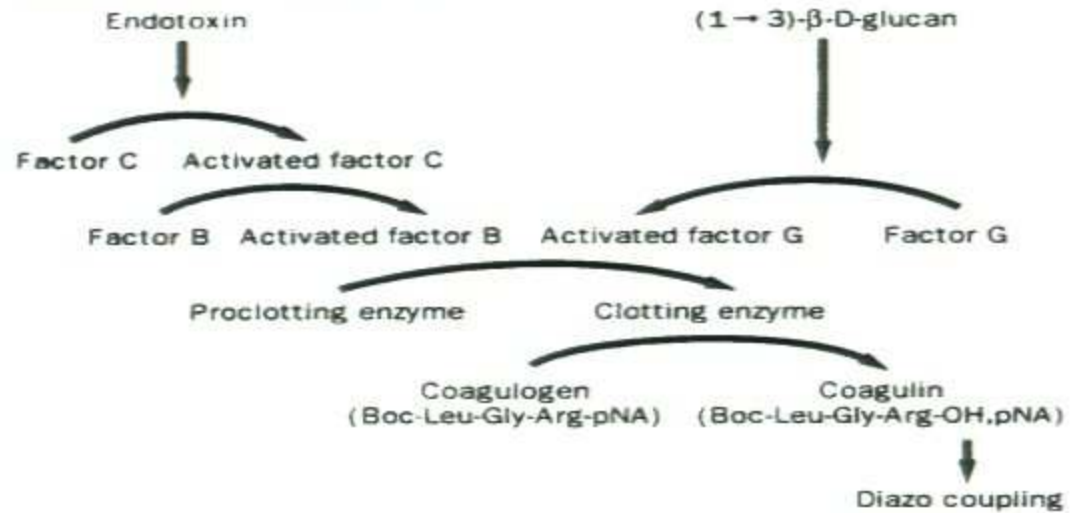 Endotoxin
(1→3)-β-D-glucan
Factor C
Activated factor C
Factor B
Activated factor B
Activated factor G
Factor G
Proclotting enzyme
Clotting enzyme
Coagulogen
(Boc-Leu-Gly-Arg-pNA)
Coagulin
(Boc-Leu-Gly-Arg-OH,pNA)
Diazo coupling